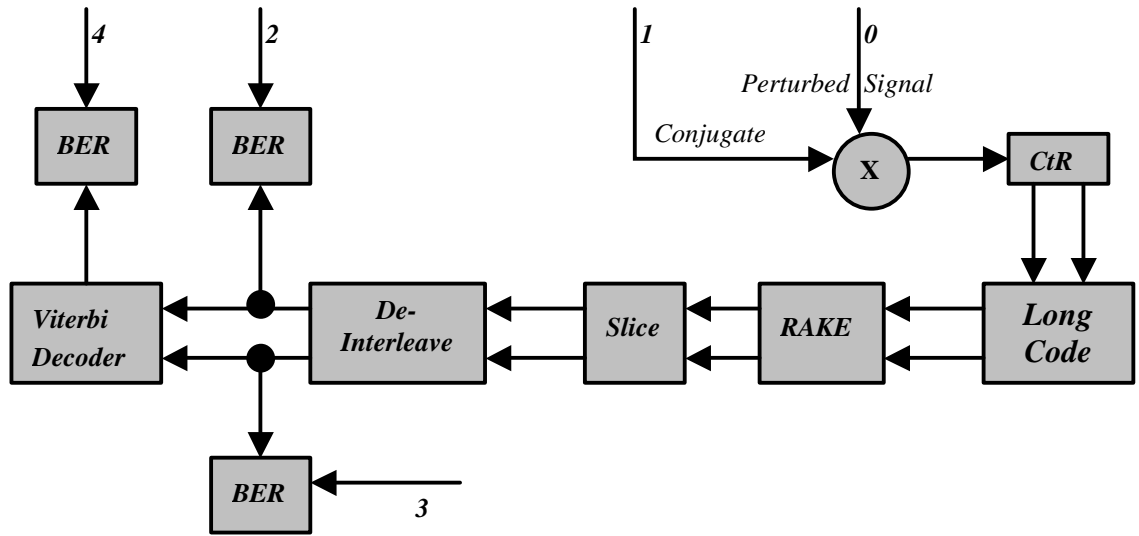 4
2
1
0
Perturbed Signal
Conjugate
BER
BER
X
CtR
Viterbi
Decoder
De-
Interleave
Slice
RAKE
Long
Code
BER
3